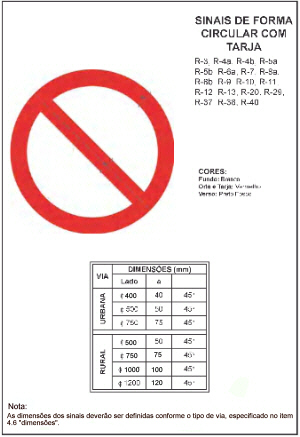 SINAIS DE FORMA
CIRCULAR COM
TARJA
R-3, R-4a, R-4b, R-5a
R-5b R-6a, R-7, R-8a,
R-8b R-9, R-10, R-11
R-12 R-13, R-20, R-29,
R-37 R-38, R-40
CORES:
Fundo: Branco
Orla e Tarja: Vermelho
Verso: Preto Fosco
VIA DIMENSÕES (mm)
Lado a
URBANA
¢ 400 40 45°
¢ 500 50 45°
¢ 750 75 45°
RURAL
¢ 500 50 45°
¢ 750 75 45°
¢ 1000 100 45°
¢ 1200 120 45°
Nota:
As dimensões dos sinais deverão ser definidas conforme o tipo de via, especificado no item
4.6 "dimensões".